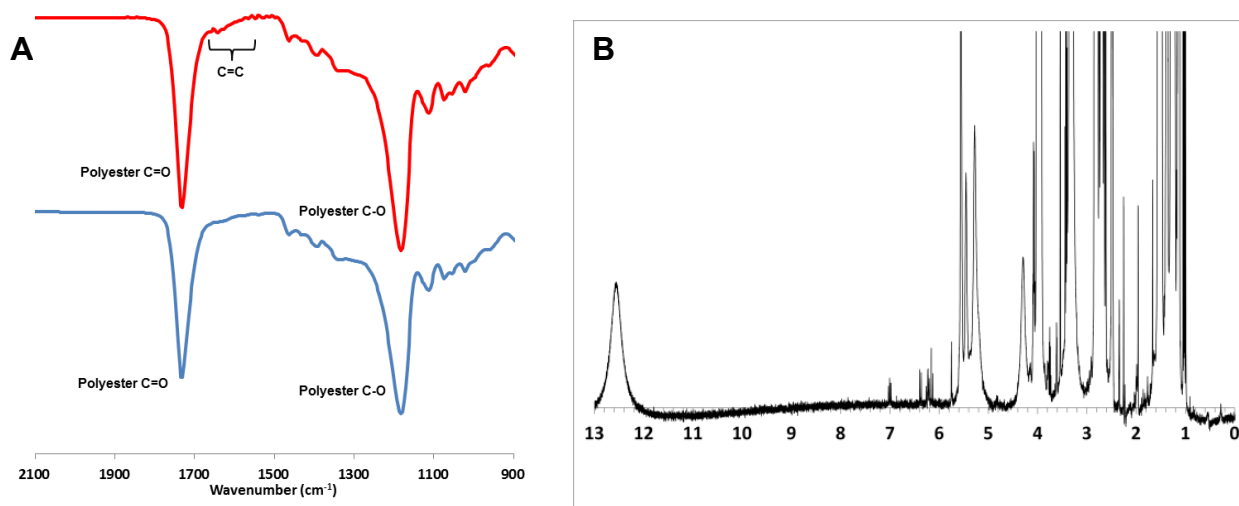 A
C=C
Polyester C=O
Polyester C-O
Polyester C=O
Polyester C-O
2100 1900 1700 1500 1300 1100 900
Wavenumber (cm⁻¹)
B
13 12 11 10 9 8 7 6 5 4 3 2 1 0